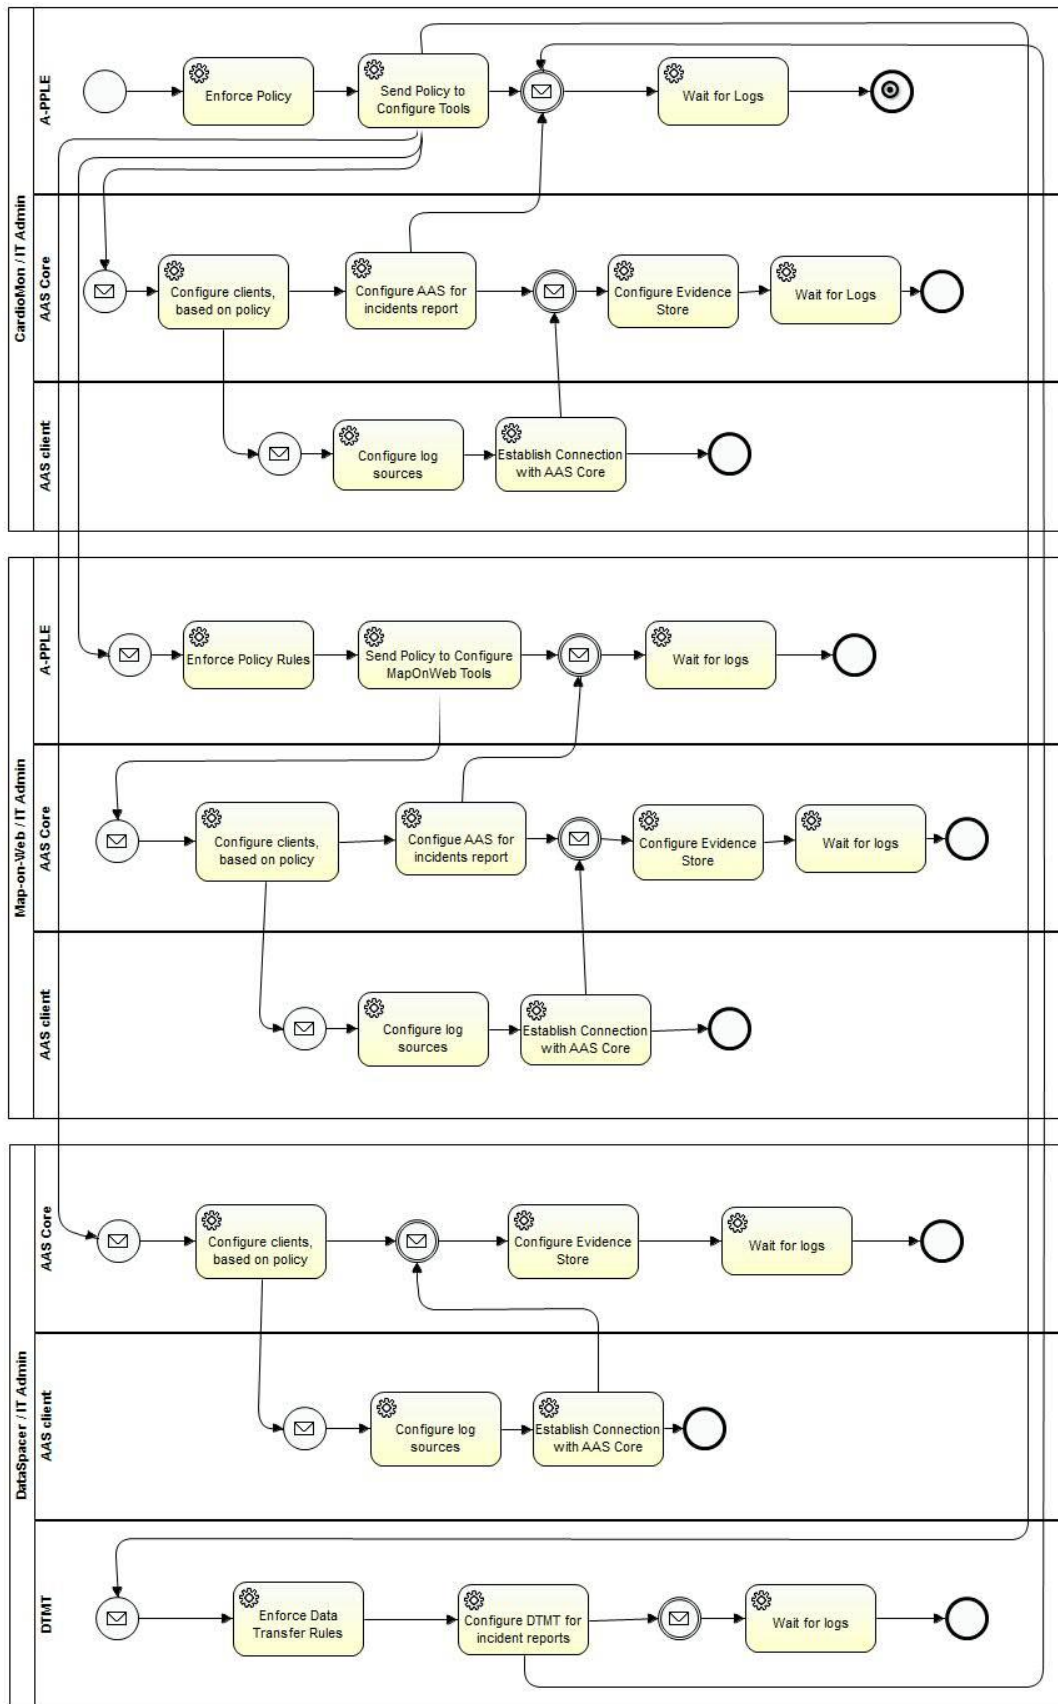 CardioMon / IT Admin
A-PPLE
Enforce Policy
Send Policy to
Configure Tools
Wait for Logs
AAS Core
Configure clients,
based on policy
Configure AAS for
incidents report
Configure Evidence
Store
Wait for Logs
AAS client
Configure log
sources
Establish Connection
with AAS Core
Map-on-Web / IT Admin
A-PPLE
Enforce Policy Rules
Send Policy to Configure
MapOnWeb Tools
Wait for logs
AAS Core
Configure clients,
based on policy
Configue AAS for
incidents report
Configure Evidence
Store
Wait for logs
AAS client
Configure log
sources
Establish Connection
with AAS Core
DataSpacer / IT Admin
AAS Core
Configure clients,
based on policy
Configure Evidence
Store
Wait for logs
AAS client
Configure log
sources
Establish Connection
with AAS Core
DTMT
Enforce Data
Transfer Rules
Configure DTMT for
incident reports
Wait for logs